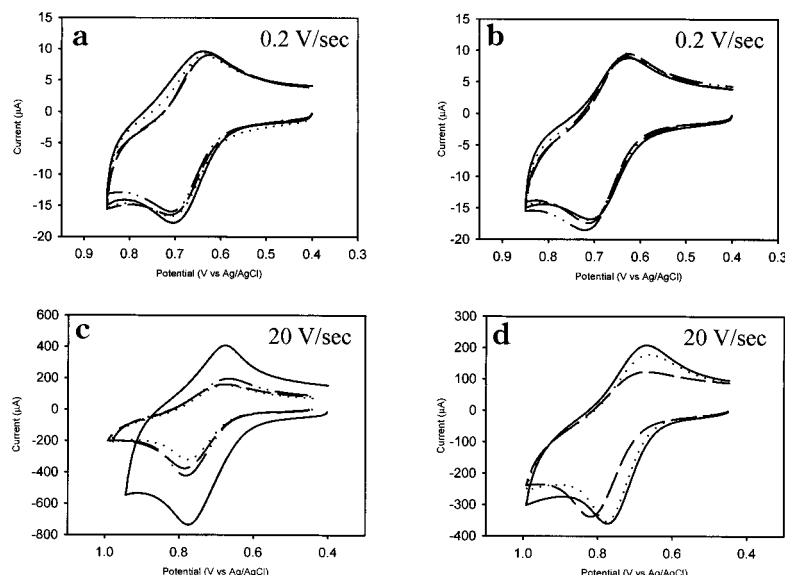 a
0.2 V/sec
15
10
5
0
-5
-10
-15
-20
Current (µA)
0.9 0.8 0.7 0.6 0.5 0.4 0.3
Potential (V vs Ag/AgCl)
b
0.2 V/sec
15
10
5
0
-5
-10
-15
-20
Current (µA)
0.9 0.8 0.7 0.6 0.5 0.4 0.3
Potential (V vs Ag/AgCl)
c
20 V/sec
600
400
200
0
-200
-400
-600
-800
Current (µA)
1.0 0.8 0.6 0.4
Potential (V vs Ag/AgCl)
d
20 V/sec
300
200
100
0
-100
-200
-300
-400
Current (µA)
1.0 0.8 0.6 0.4
Potential (V vs Ag/AgCl)